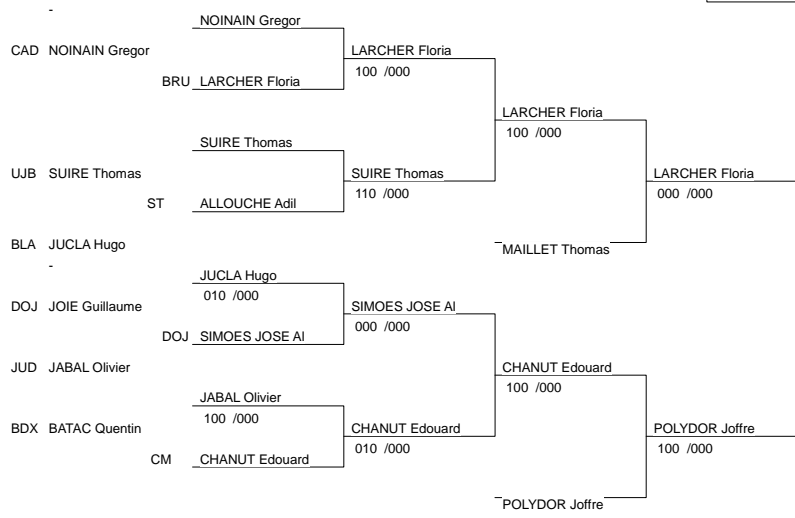 -
NOINAIN Gregor
CAD NOINAIN Gregor
LARCHER Floria
100 /000
BRU LARCHER Floria
LARCHER Floria
100 /000
SUIRE Thomas
UJB SUIRE Thomas
SUIRE Thomas
110 /000
LARCHER Floria
000 /000
ST ALLOUCHE Adil
BLA JUCLA Hugo
MAILLET Thomas
-
JUCLA Hugo
010 /000
DOJ JOIE Guillaume
SIMOES JOSE Al
000 /000
DOJ SIMOES JOSE Al
JUD JABAL Olivier
CHANUT Edouard
100 /000
JABAL Olivier
100 /000
BDX BATAC Quentin
CHANUT Edouard
010 /000
POLYDOR Joffre
100 /000
CM CHANUT Edouard
POLYDOR Joffre